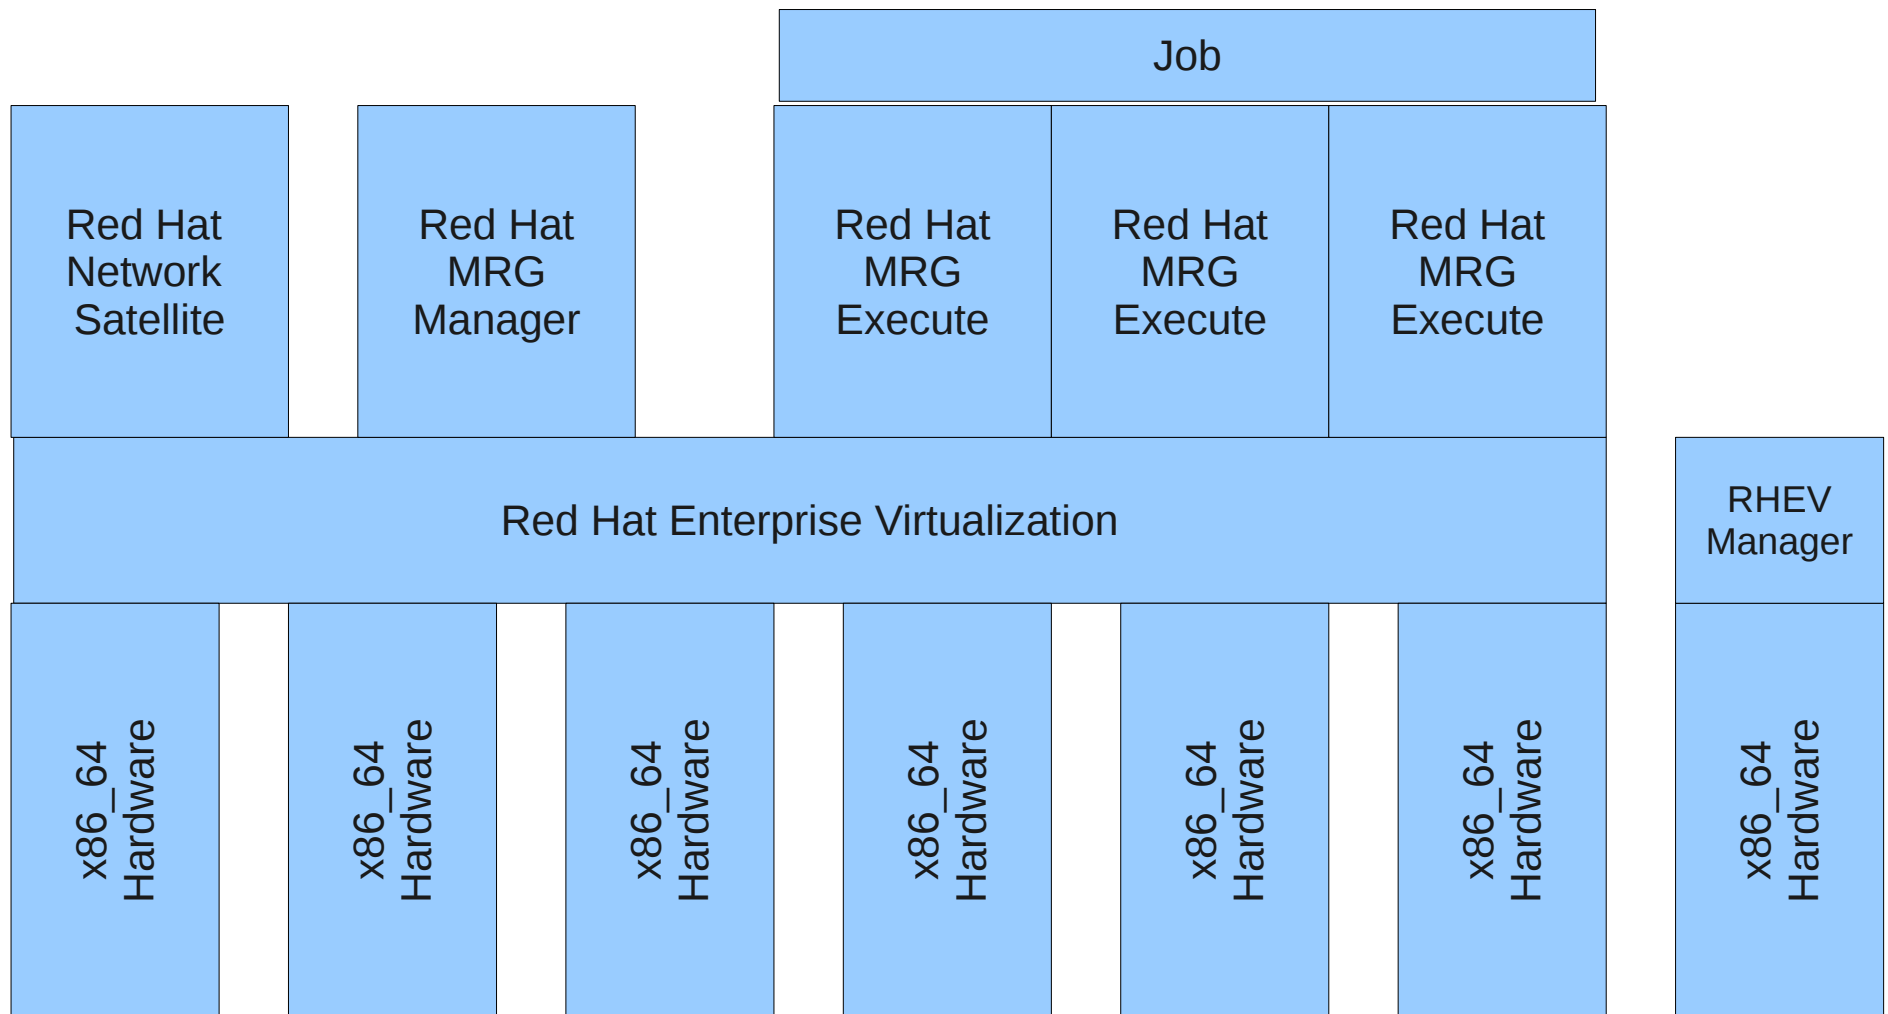 Job
Red Hat
Network
Satellite
Red Hat
MRG
Manager
Red Hat
MRG
Execute
Red Hat
MRG
Execute
Red Hat
MRG
Execute
Red Hat Enterprise Virtualization
RHEV
Manager
x86_64
Hardware
x86_64
Hardware
x86_64
Hardware
x86_64
Hardware
x86_64
Hardware
x86_64
Hardware
x86_64
Hardware